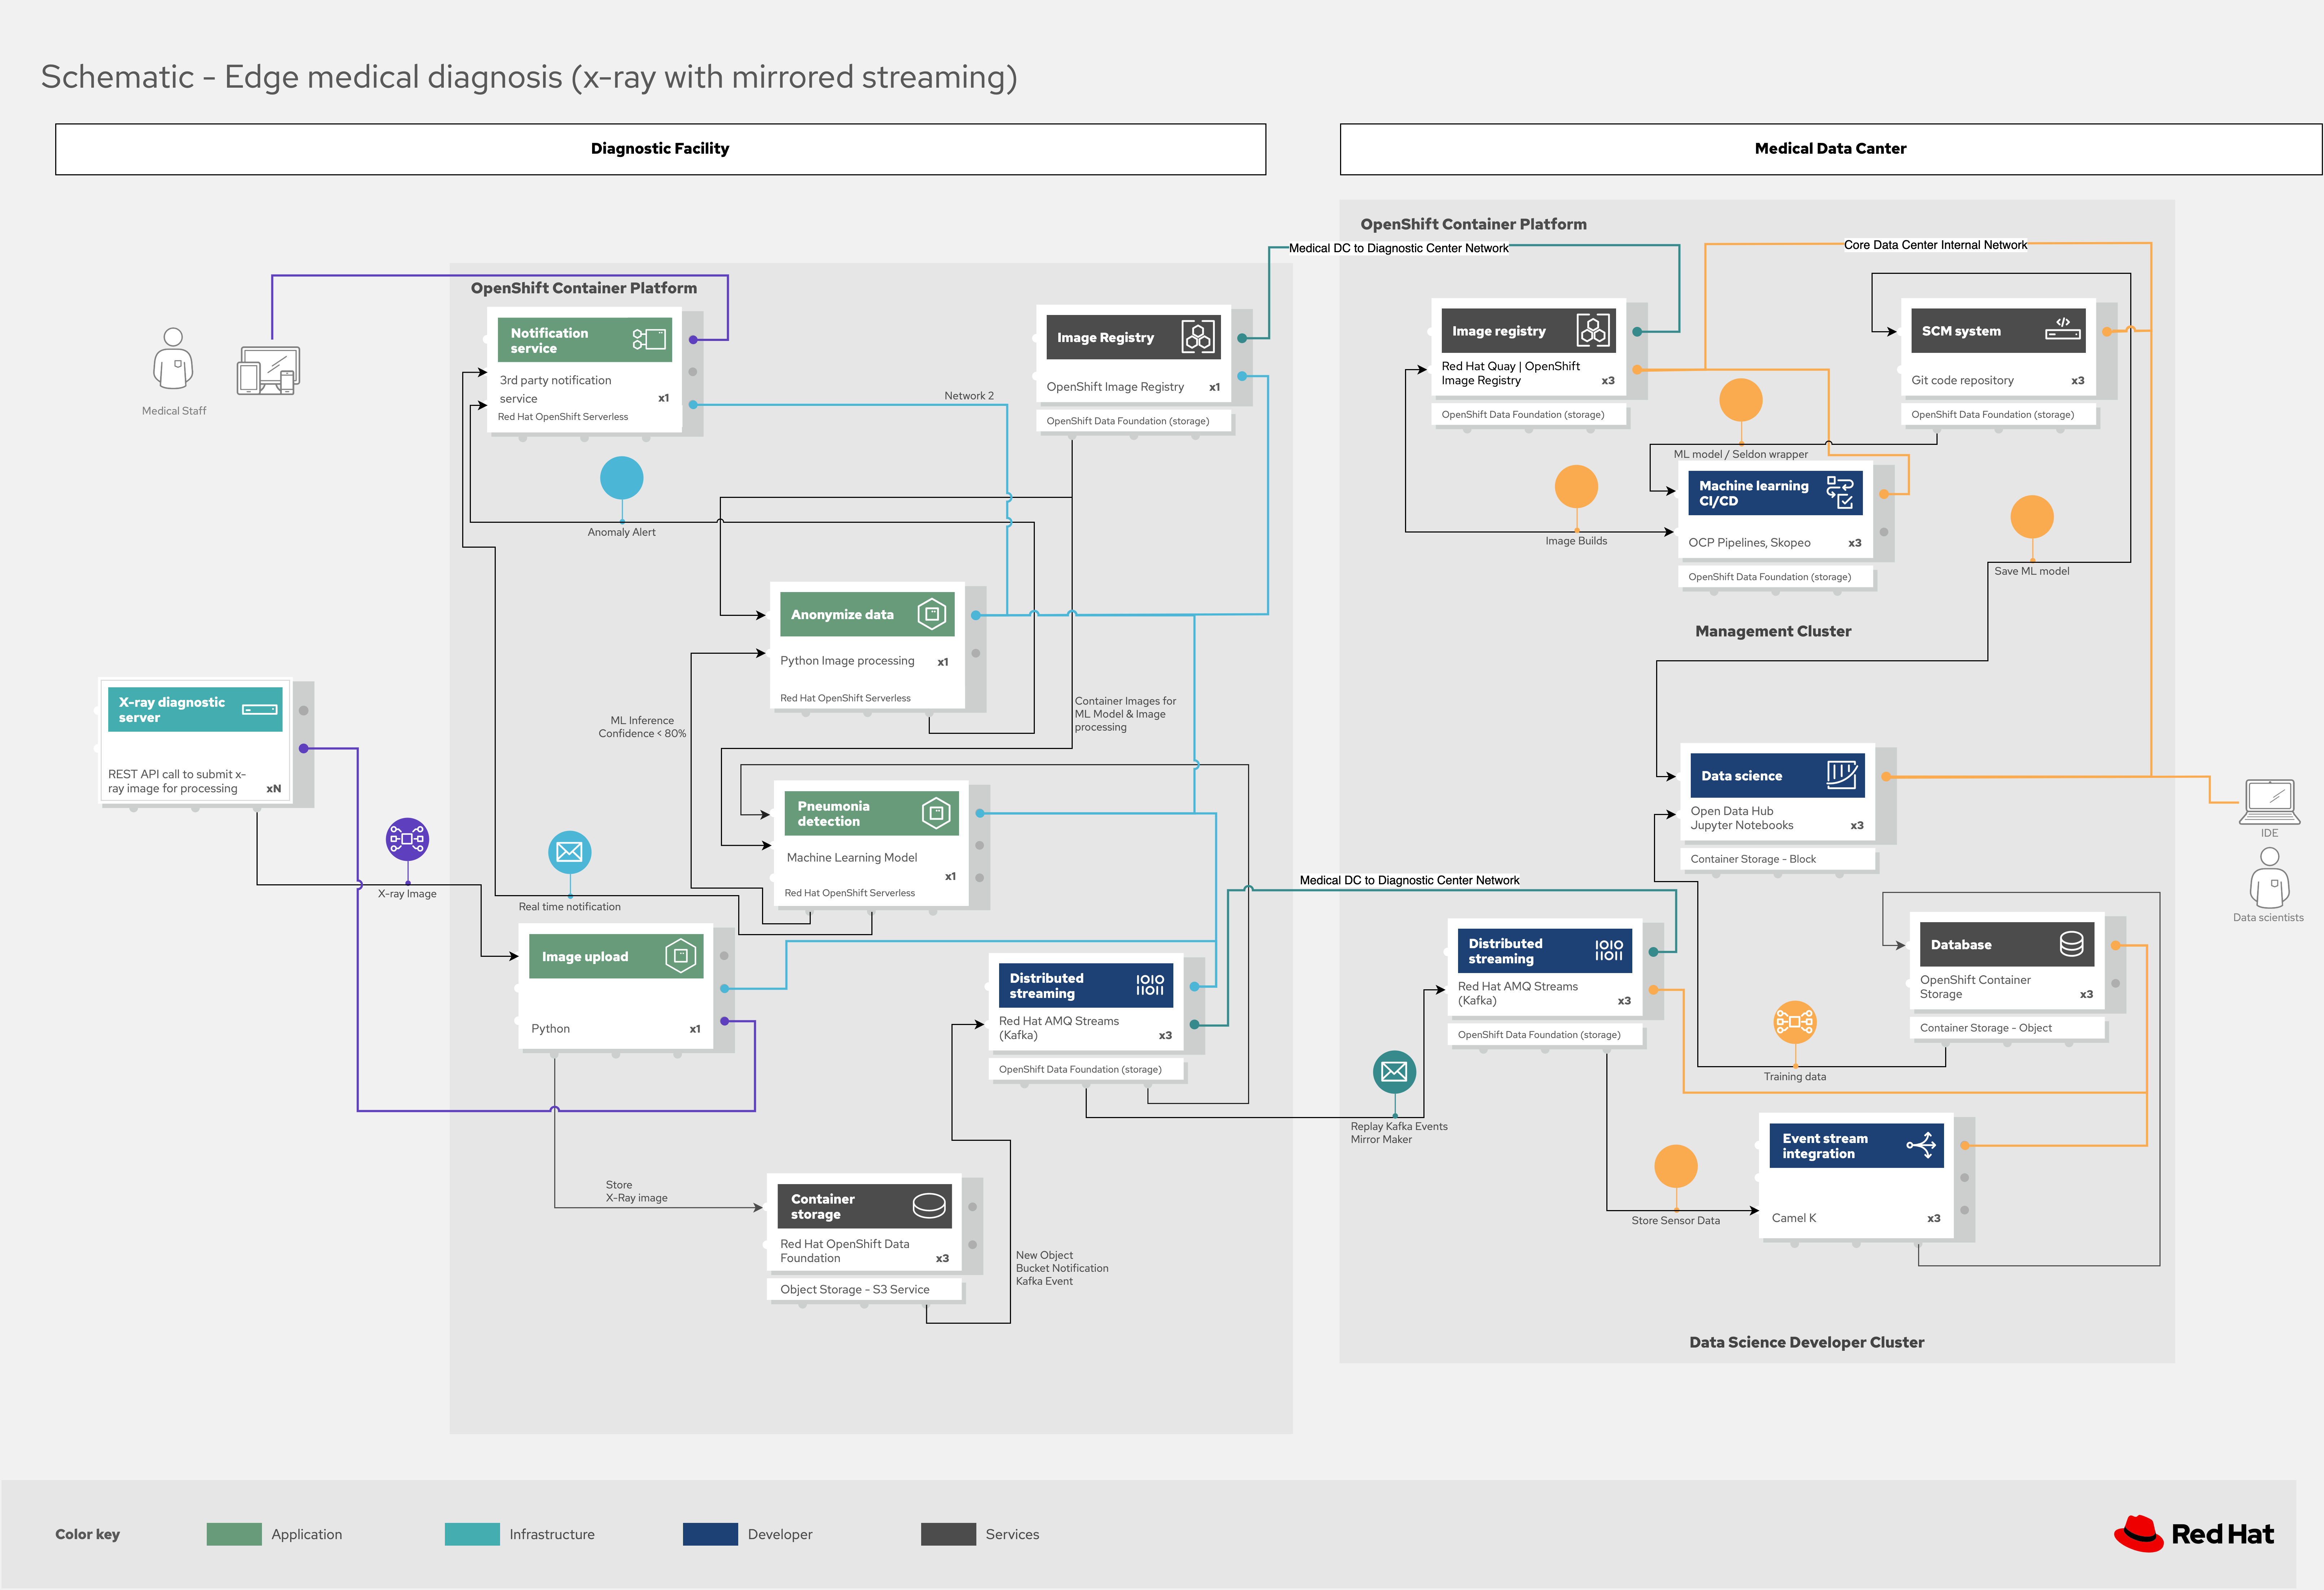 Schematic - Edge medical diagnosis (x-ray with mirrored streaming)
Diagnostic Facility
Medical Data Canter
OpenShift Container Platform
Notification
service
3rd party notification
service
x1
Red Hat OpenShift Serverless
Medical Staff
Network 2
Image Registry
OpenShift Image Registry
x1
OpenShift Data Foundation (storage)
Anomaly Alert
Anonymize data
Python Image processing
x1
Red Hat OpenShift Serverless
X-ray diagnostic
server
REST API call to submit x-
ray image for processing
xN
ML Inference
Confidence < 80%
Container Images for
ML Model & Image
processing
Pneumonia
detection
Machine Learning Model
x1
Red Hat OpenShift Serverless
X-ray Image
Real time notification
Image upload
Python
x1
Distributed
streaming
IOIO
IIOII
Red Hat AMQ Streams
(Kafka)
x3
OpenShift Data Foundation (storage)
Store
X-Ray image
Container
storage
Red Hat OpenShift Data
Foundation
x3
Object Storage - S3 Service
New Object
Bucket Notification
Kafka Event
Medical DC to Diagnostic Center Network
OpenShift Container Platform
Core Data Center Internal Network
Image registry
Red Hat Quay | OpenShift
Image Registry
x3
OpenShift Data Foundation (storage)
SCM system
Git code repository
x3
OpenShift Data Foundation (storage)
ML model / Seldon wrapper
Machine learning
CI/CD
OCP Pipelines, Skopeo
x3
OpenShift Data Foundation (storage)
Image Builds
Save ML model
Management Cluster
Data science
Open Data Hub
Jupyter Notebooks
x3
Container Storage - Block
IDE
Data scientists
Medical DC to Diagnostic Center Network
Distributed
streaming
IOIO
IIOII
Red Hat AMQ Streams
(Kafka)
x3
OpenShift Data Foundation (storage)
Database
OpenShift Container
Storage
x3
Container Storage - Object
Training data
Replay Kafka Events
Mirror Maker
Event stream
integration
Camel K
x3
Store Sensor Data
Data Science Developer Cluster
Color key
Application
Infrastructure
Developer
Services
Red Hat